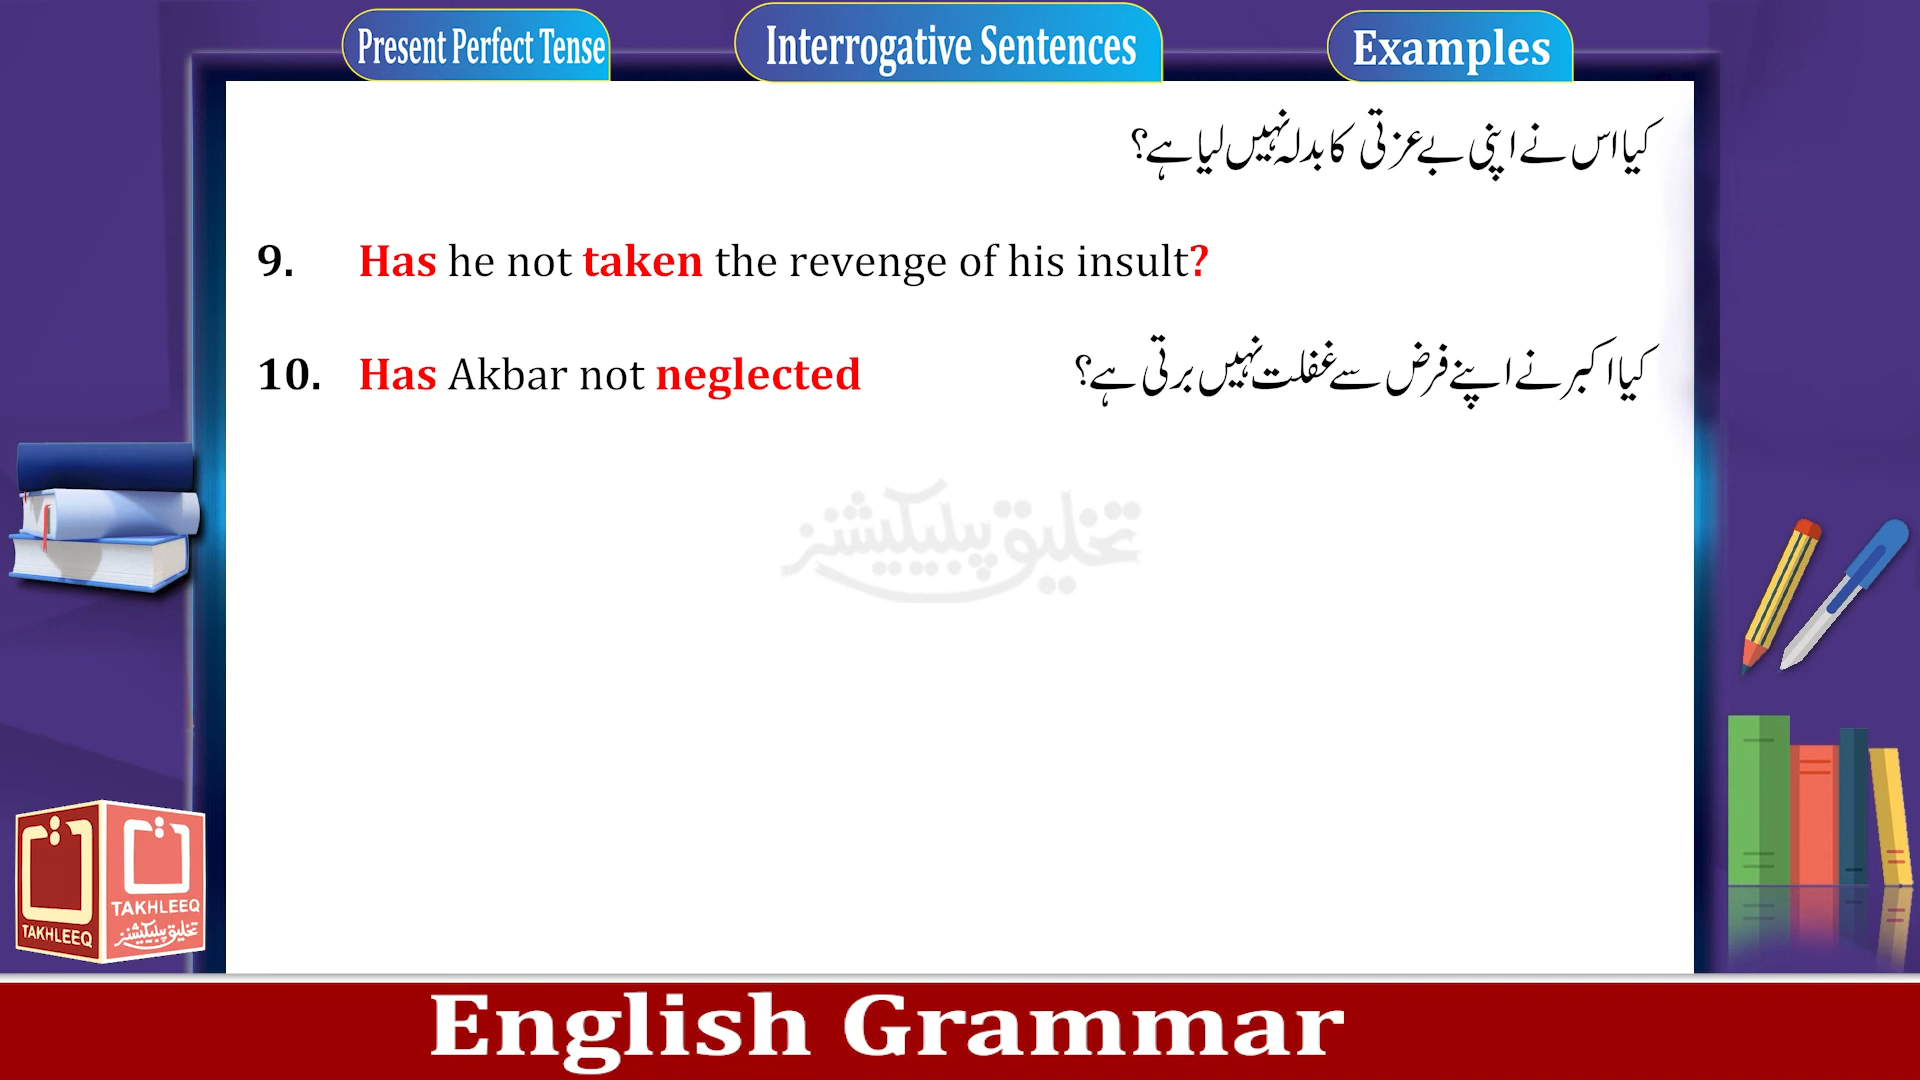 Present Perfect Tense
Interrogative Sentences
Examples
کیا اس نے اپنی بے عزتی کا بدلہ نہیں لیا ہے؟
9. Has he not taken the revenge of his insult?
10. Has Akbar not neglected
کیا اکبر نے اپنے فرض سے غفلت نہیں برتی ہے؟
تخلیق پبلیکیشنز
TAKHLEEQ
TAKHLEEQ
تخلیق پبلیکیشنز
English Grammar